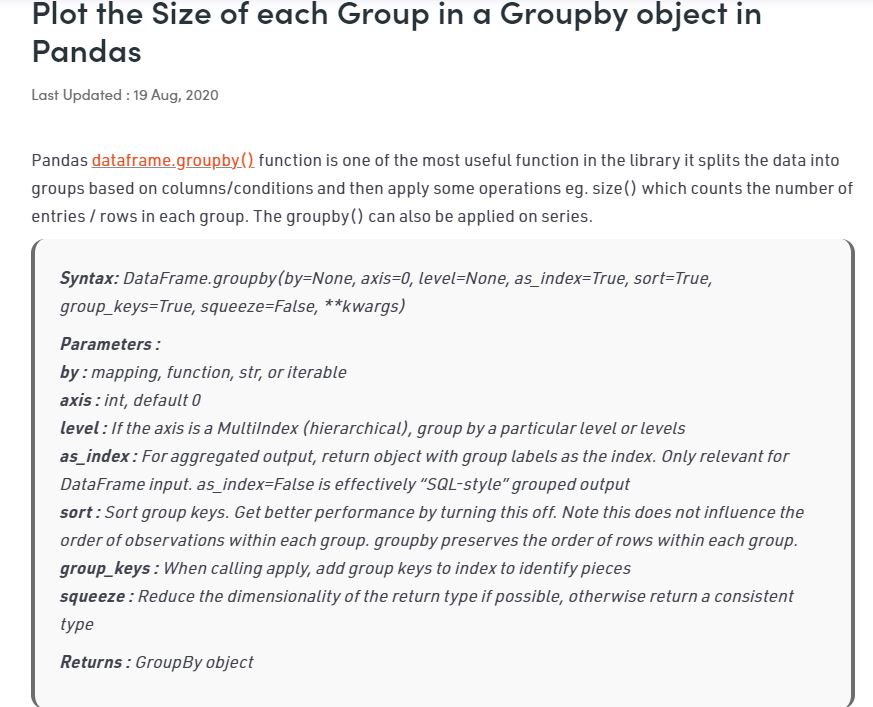 Plot the Size of each Group in a Groupby object in
Pandas
Last Updated : 19 Aug, 2020
Pandas dataframe.groupby() function is one of the most useful function in the library it splits the data into
groups based on columns/conditions and then apply some operations eg. size() which counts the number of
entries / rows in each group. The groupby() can also be applied on series.
Syntax: DataFrame.groupby(by=None, axis=0, level=None, as_index=True, sort=True,
group_keys=True, squeeze=False, **kwargs)
Parameters :
by : mapping, function, str, or iterable
axis : int, default 0
level : If the axis is a MultiIndex (hierarchical), group by a particular level or levels
as_index : For aggregated output, return object with group labels as the index. Only relevant for
DataFrame input. as_index=False is effectively “SQL-style” grouped output
sort : Sort group keys. Get better performance by turning this off. Note this does not influence the
order of observations within each group. groupby preserves the order of rows within each group.
group_keys : When calling apply, add group keys to index to identify pieces
squeeze : Reduce the dimensionality of the return type if possible, otherwise return a consistent
type
Returns : GroupBy object